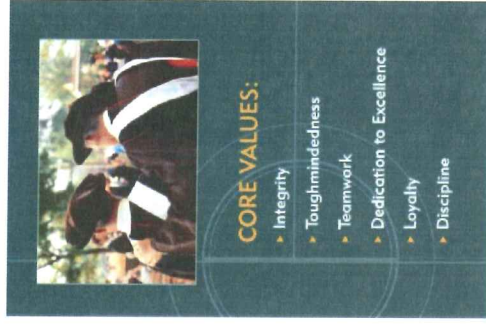 CORE VALUES:
▸ Integrity
▸ Toughmindedness
▸ Teamwork
▸ Dedication to Excellence
▸ Loyalty
▸ Discipline